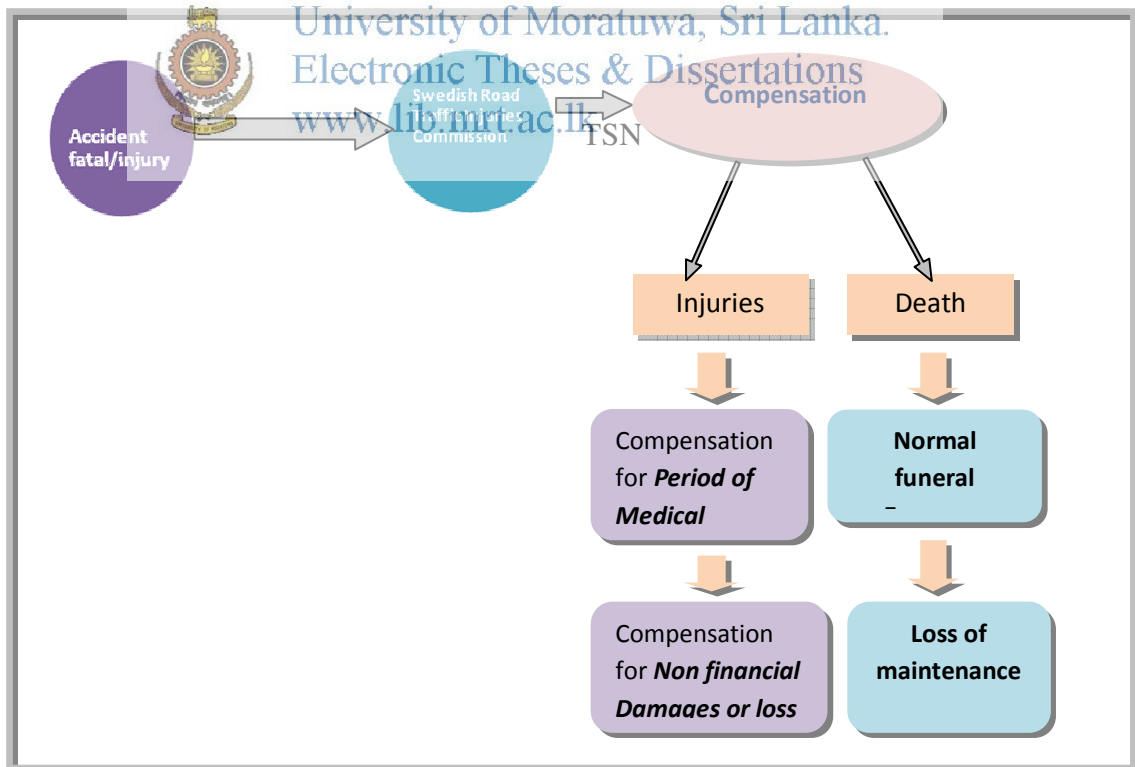 University of Moratuwa, Sri Lanka.
Electronic Theses & Dissertations
www.lib.mrt.ac.lk
Accident
fatal/injury
Swedish Road
Traffic Injuries
Commission
TSN
Compensation
Injuries
Death
Compensation
for Period of
Medical
Normal
funeral
Compensation
for Non financial
Damages or loss
Loss of
maintenance